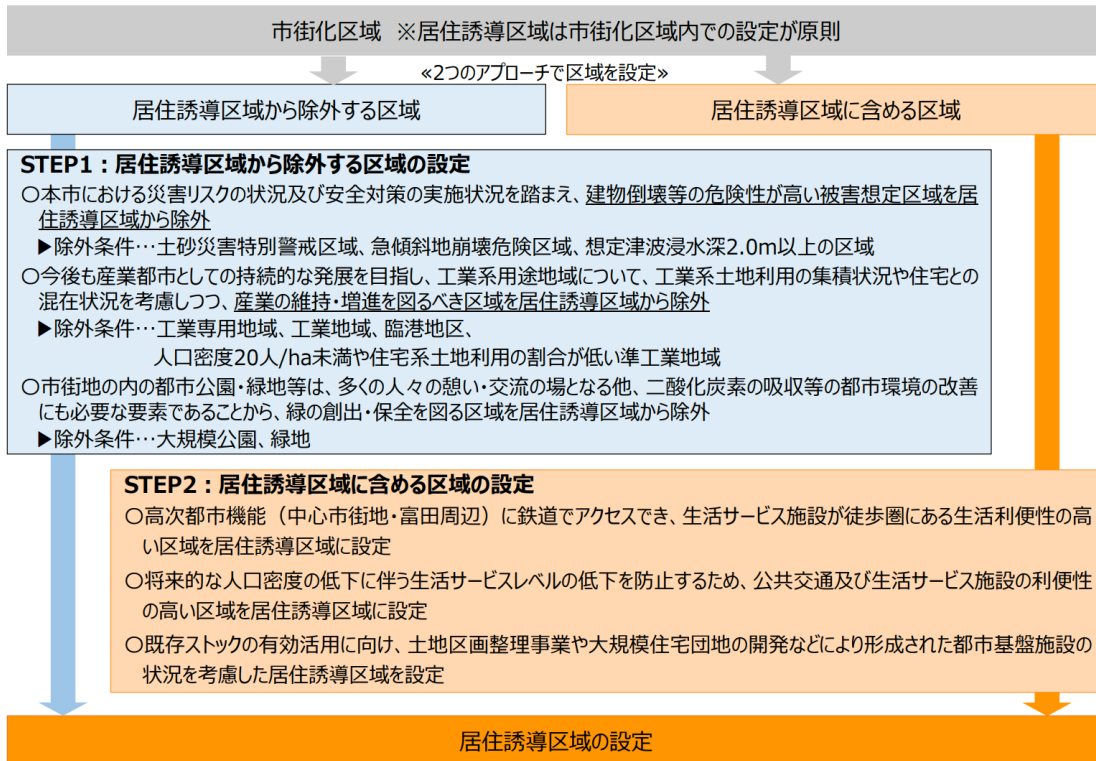 市街化区域 ※居住誘導区域は市街化区域内での設定が原則
≪2つのアプローチで区域を設定≫
居住誘導区域から除外する区域
居住誘導区域に含める区域
STEP1：居住誘導区域から除外する区域の設定
〇本市における災害リスクの状況及び安全対策の実施状況を踏まえ、建物倒壊等の危険性が高い被害想定区域を居
住誘導区域から除外
▶除外条件…土砂災害特別警戒区域、急傾斜地崩壊危険区域、想定津波浸水深2.0m以上の区域
〇今後も産業都市としての持続的な発展を目指し、工業系用途地域について、工業系土地利用の集積状況や住宅との
混在状況を考慮しつつ、産業の維持・増進を図るべき区域を居住誘導区域から除外
▶除外条件…工業専用地域、工業地域、臨港地区、
人口密度20人/ha未満や住宅系土地利用の割合が低い準工業地域
〇市街地の内の都市公園・緑地等は、多くの人々の憩い・交流の場となる他、二酸化炭素の吸収等の都市環境の改善
にも必要な要素であることから、緑の創出・保全を図る区域を居住誘導区域から除外
▶除外条件…大規模公園、緑地
STEP2：居住誘導区域に含める区域の設定
〇高次都市機能（中心市街地・富田周辺）に鉄道でアクセスでき、生活サービス施設が徒歩圏にある生活利便性の高
い区域を居住誘導区域に設定
〇将来的な人口密度の低下に伴う生活サービスレベルの低下を防止するため、公共交通及び生活サービス施設の利便性
の高い区域を居住誘導区域に設定
〇既存ストックの有効活用に向け、土地区画整理事業や大規模住宅団地の開発などにより形成された都市基盤施設の
状況を考慮した居住誘導区域を設定
居住誘導区域の設定